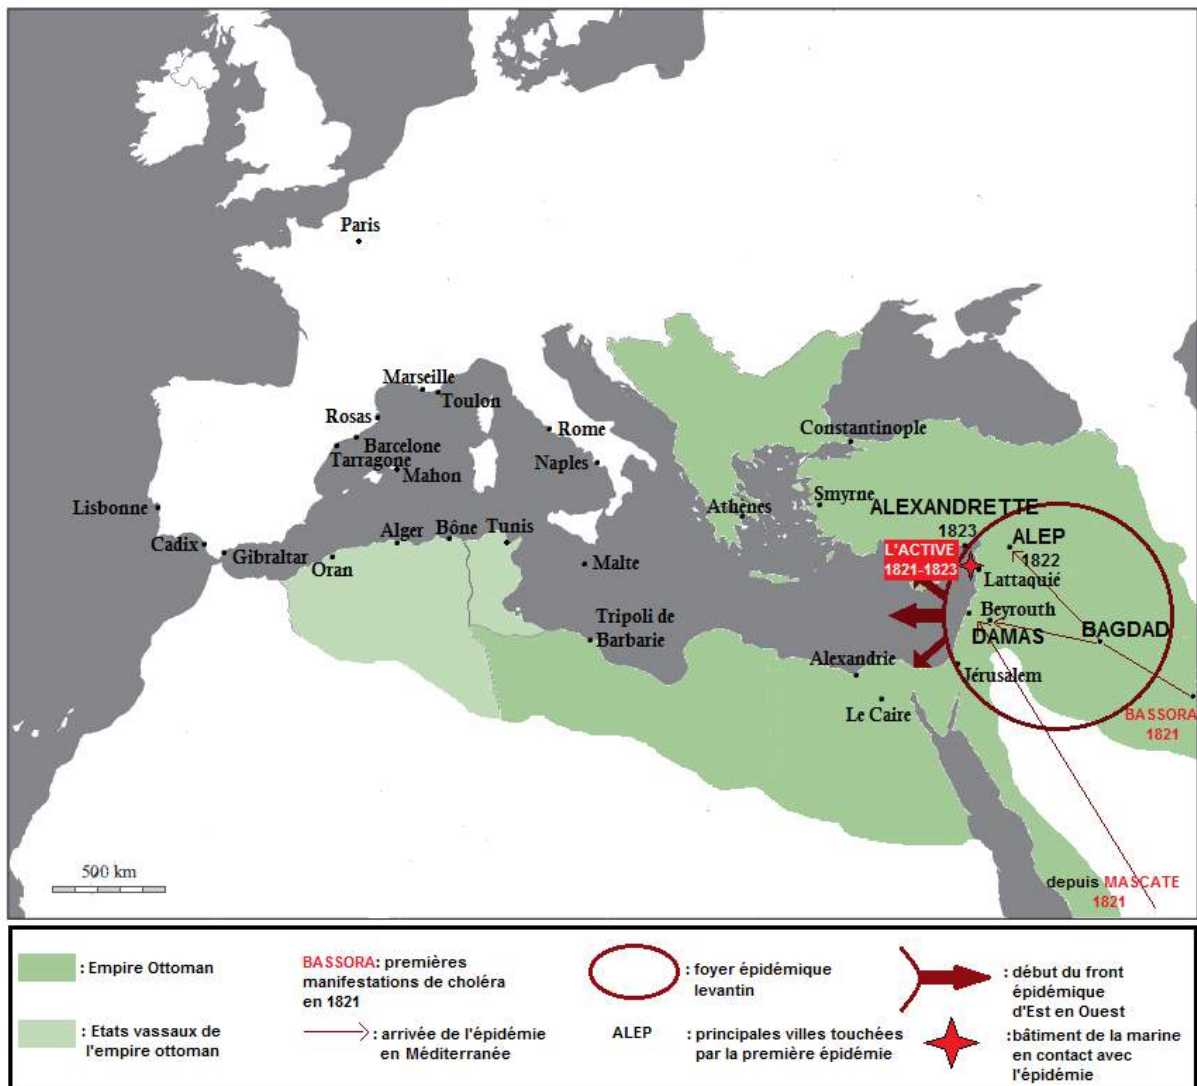 Paris
Marseille
Toulon
Rosas
Barcelone
Tarragone
Mahon
Rome
Naples
Constantinople
Lisbonne
Smyrne
Athènes
ALEXANDRETTE
1823
ALEP
1822
L'ACTIVE
1821-1823
Lattaquié
Cadix
Gibraltar
Oran
Alger
Bône
Tunis
Malte
Beyrouth
DAMAS
BAGDAD
Tripoli de
Barbarie
Alexandrie
Jérusalem
Le Caire
BASSORA
1821
500 km
depuis MASCATE
1821
: Empire Ottoman
: Etats vassaux de
l'empire ottoman
BASSORA: premières
manifestations de choléra
en 1821
: arrivée de l'épidémie
en Méditerranée
: foyer épidémique
levantin
ALEP : principales villes touchées
par la première épidémie
: début du front
épidémique
d'Est en Ouest
:bâtiment de la marine
en contact avec
l'épidémie